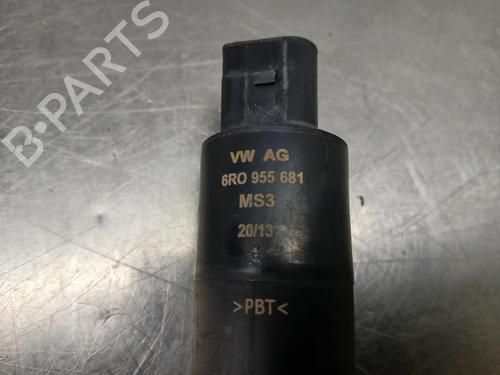 B-PARTS
VW AG
6R0 955 681
MS3
20/13
>PBT<